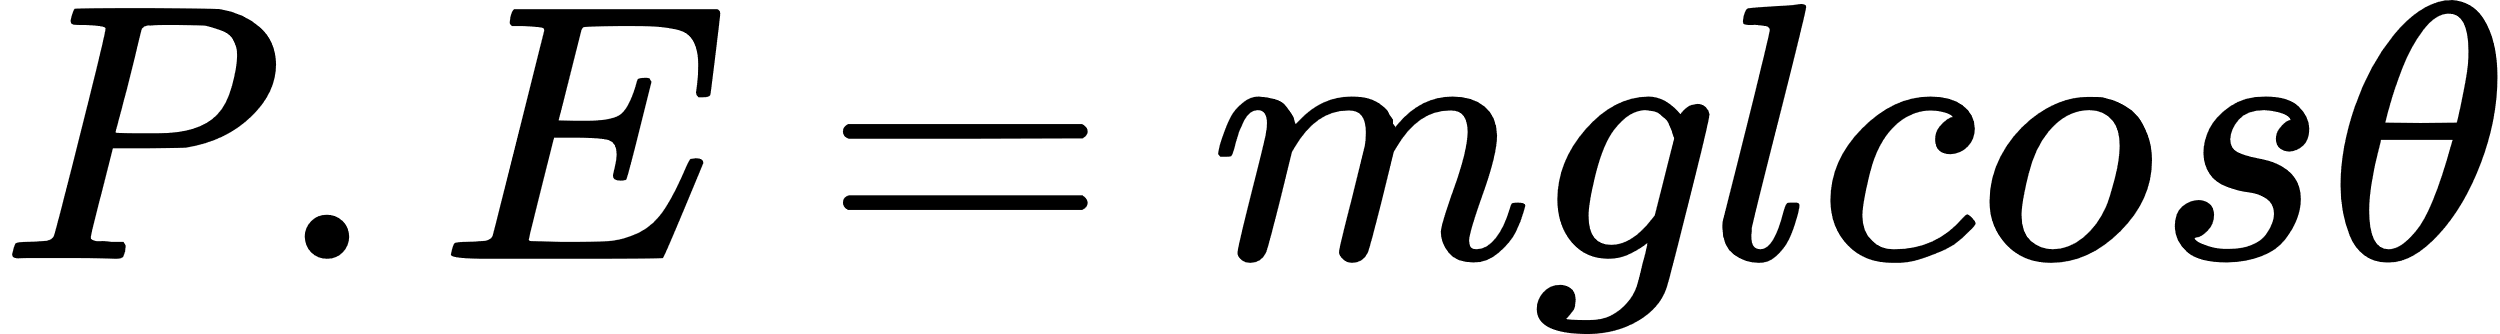 P.E = mglcosθ